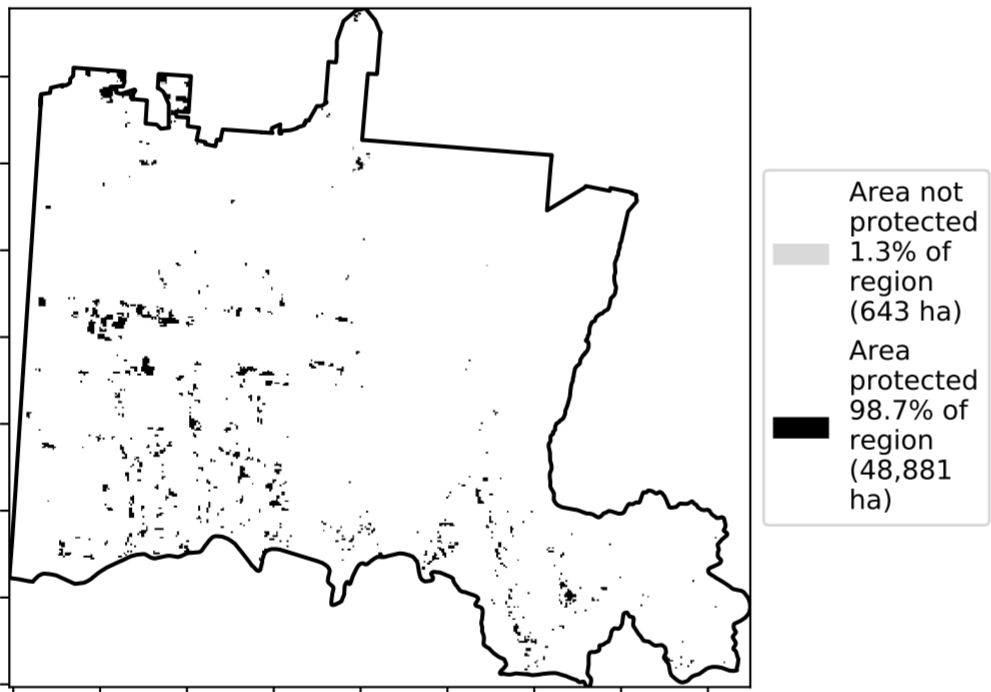 Area not
protected
1.3% of
region
(643 ha)
Area
protected
98.7% of
region
(48,881
ha)